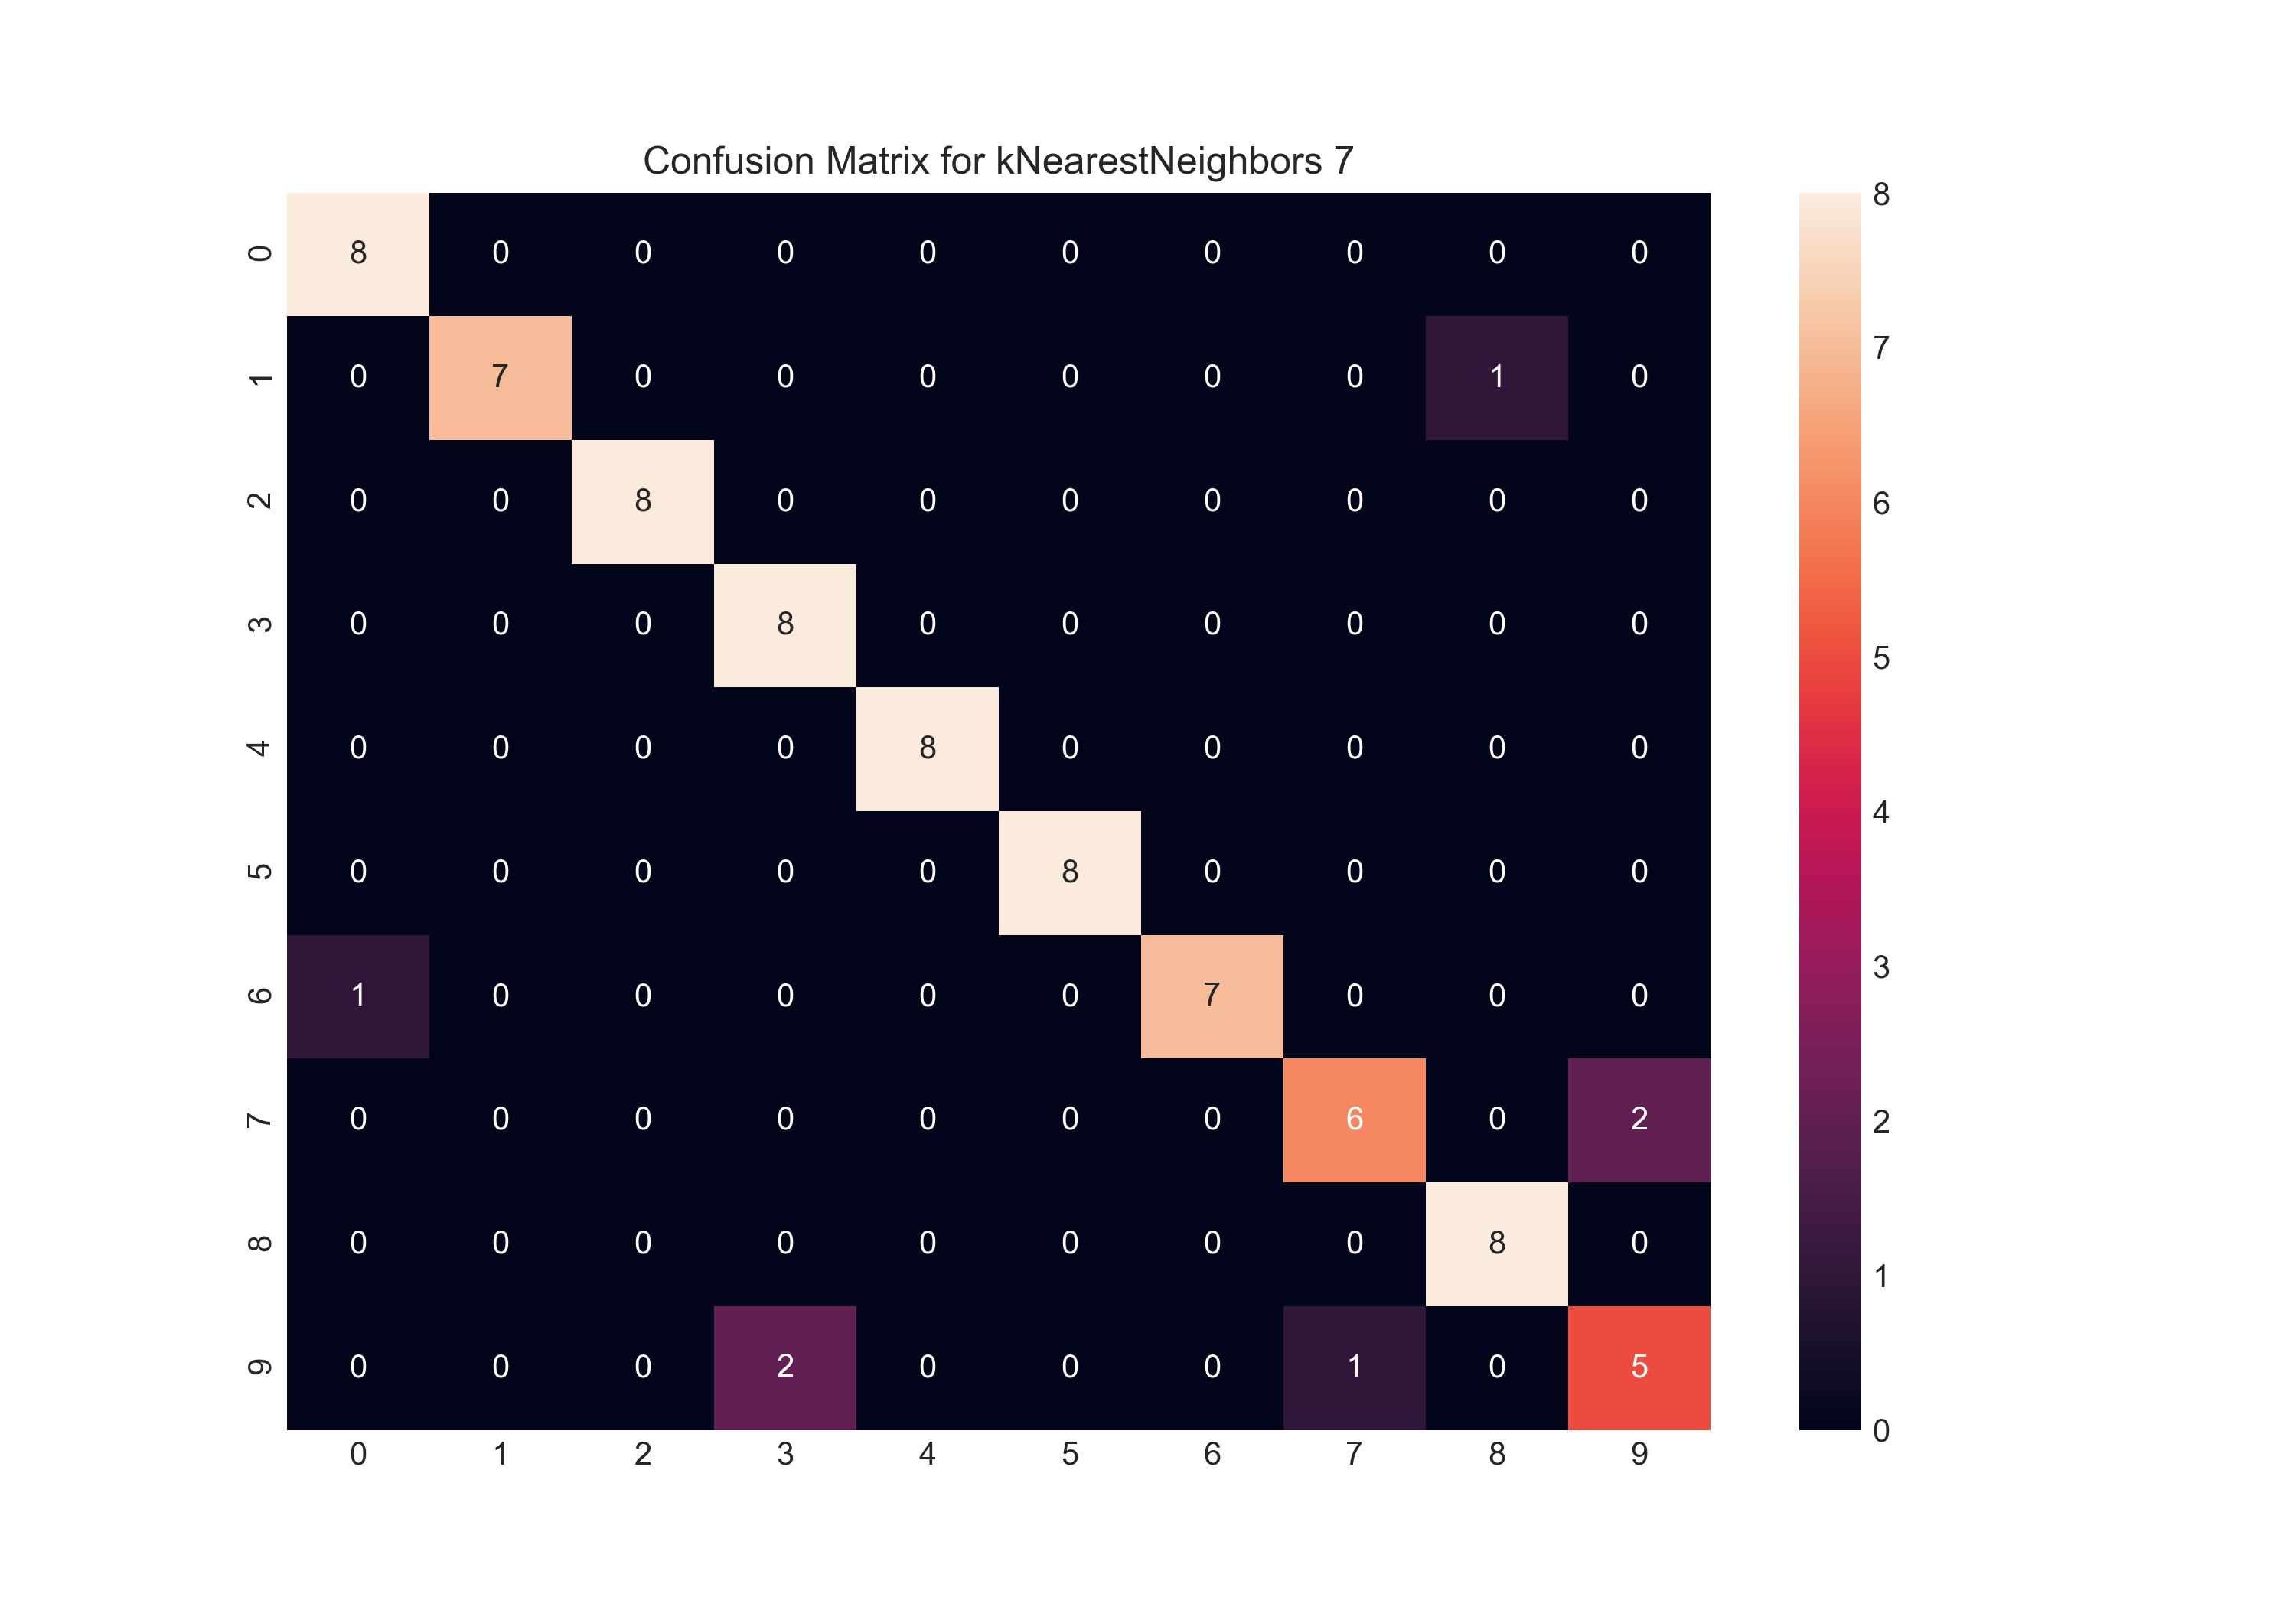 Confusion Matrix for kNearestNeighbors 7
0 8 0 0 0 0 0 0 0 0 0
1 0 7 0 0 0 0 0 0 1 0
2 0 0 8 0 0 0 0 0 0 0
3 0 0 0 8 0 0 0 0 0 0
4 0 0 0 0 8 0 0 0 0 0
5 0 0 0 0 0 8 0 0 0 0
6 1 0 0 0 0 0 7 0 0 0
7 0 0 0 0 0 0 0 6 0 2
8 0 0 0 0 0 0 0 0 8 0
9 0 0 0 2 0 0 0 1 0 5
0 1 2 3 4 5 6 7 8 9
8
7
6
5
4
3
2
1
0